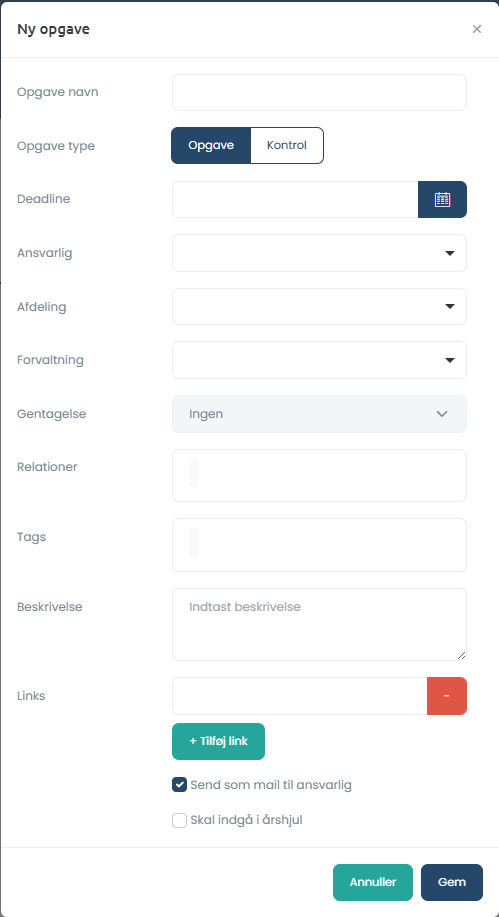 Ny opgave ×
Opgave navn
Opgave type Opgave Kontrol
Deadline
Ansvarlig
Afdeling
Forvaltning
Gentagelse Ingen
Relationer
Tags
Beskrivelse Indtast beskrivelse
Links -
+ Tilføj link
Send som mail til ansvarlig
Skal indgå i årshjul
Annuller Gem